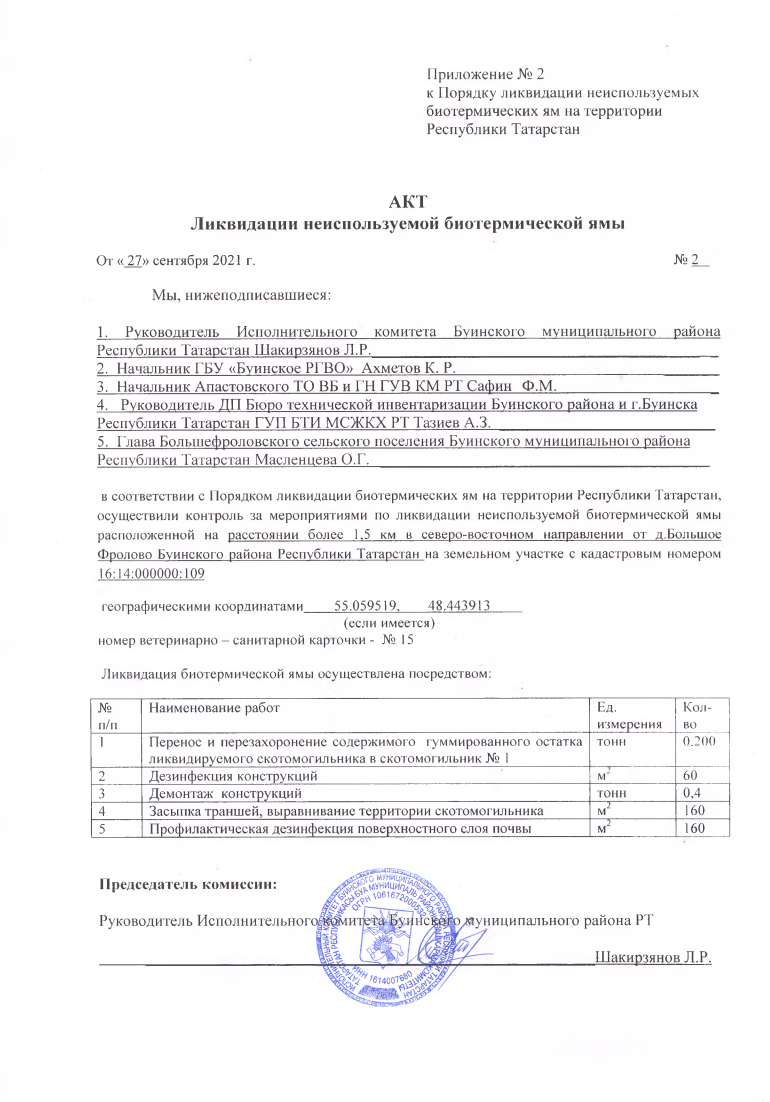 Приложение № 2
к Порядку ликвидации неиспользуемых
биотермических ям на территории
Республики Татарстан
АКТ
Ликвидации неиспользуемой биотермической ямы
От « 27» сентября 2021 г. № 2
Мы, нижеподписавшиеся:
1. Руководитель Исполнительного комитета Буинского муниципального района
Республики Татарстан Шакирзянов Л.Р.
2. Начальник ГБУ «Буинское РГВО» Ахметов К. Р.
3. Начальник Апастовского ТО ВБ и ГН ГУВ КМ РТ Сафин Ф.М.
4. Руководитель ДП Бюро технической инвентаризации Буинского района и г.Буинска
Республики Татарстан ГУП БТИ МСЖКХ РТ Тазиев А.З.
5. Глава Большефроловского сельского поселения Буинского муниципального района
Республики Татарстан Масленцева О.Г.
в соответствии с Порядком ликвидации биотермических ям на территории Республики Татарстан,
осуществили контроль за мероприятиями по ликвидации неиспользуемой биотермической ямы
расположенной на расстоянии более 1,5 км в северо-восточном направлении от д.Большое
Фролово Буинского района Республики Татарстан на земельном участке с кадастровым номером
16:14:000000:109
географическими координатами 55.059519, 48.443913
(если имеется)
номер ветеринарно – санитарной карточки - № 15
Ликвидация биотермической ямы осуществлена посредством:
№ п/п Наименование работ Ед. измерения Кол-во
1 Перенос и перезахоронение содержимого гуммированного остатка ликвидируемого скотомогильника в скотомогильник № 1 тонн 0.200
2 Дезинфекция конструкций м2 60
3 Демонтаж конструкций тонн 0,4
4 Засыпка траншей, выравнивание территории скотомогильника м2 160
5 Профилактическая дезинфекция поверхностного слоя почвы м2 160
Председатель комиссии:
Руководитель Исполнительного комитета Буинского муниципального района РТ
Шакирзянов Л.Р.
ОГРН 1061672000532
ИНН 1614007680